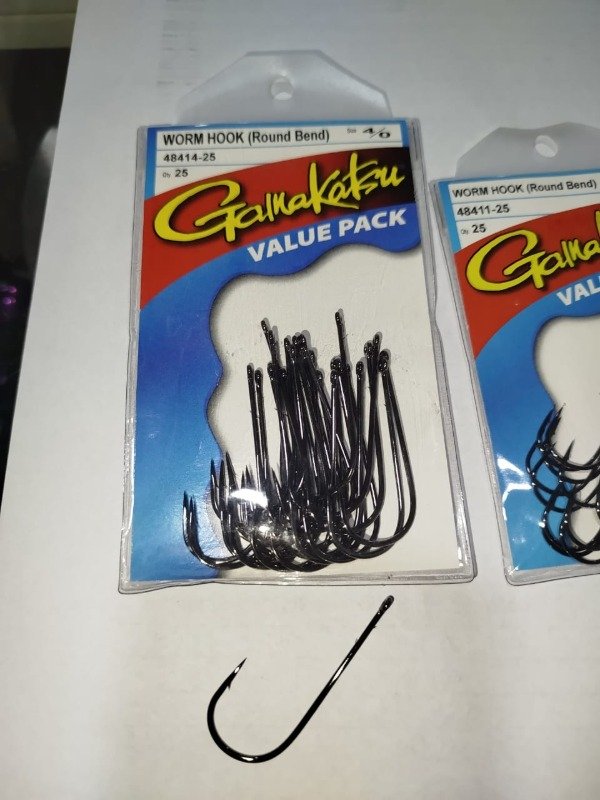 WORM HOOK (Round Bend) Size 4/0
48414-25
Qty. 25
Gamakatsu
VALUE PACK
WORM HOOK (Round Bend)
48411-25
Qty. 25
Gamaka
VAL